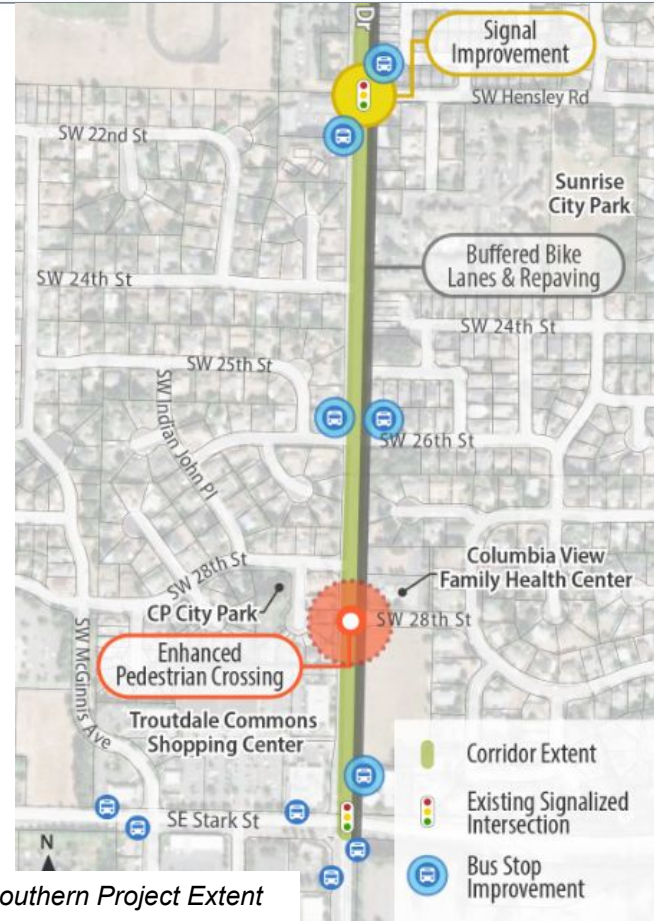 Dr
Signal
Improvement
SW Hensley Rd
SW 22nd St
Sunrise
City Park
Buffered Bike
Lanes & Repaving
SW 24th St
SW 24th St
SW 25th St
SW Indian John Pl
SW 26th St
Columbia View
Family Health Center
SW 28th St
CP City Park
SW 28th St
Enhanced
Pedestrian Crossing
SW McGinnis Ave
Troutdale Commons
Shopping Center
Corridor Extent
Existing Signalized
Intersection
SE Stark St
Bus Stop
Improvement
N
outhern Project Extent